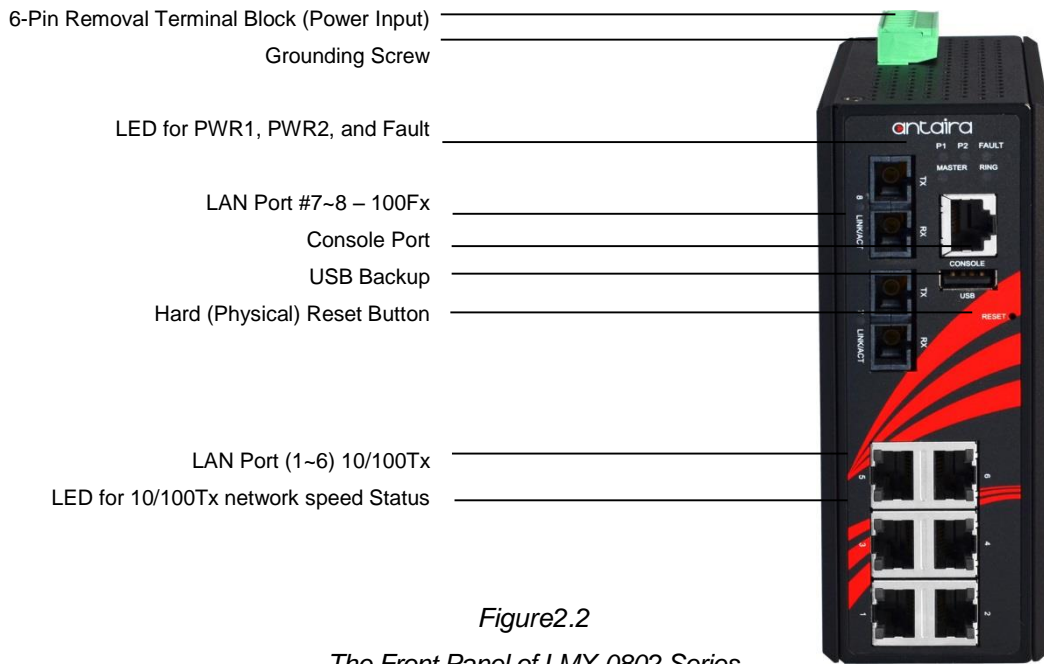 6-Pin Removal Terminal Block (Power Input)
Grounding Screw
LED for PWR1, PWR2, and Fault
LAN Port #7~8 – 100Fx
Console Port
USB Backup
Hard (Physical) Reset Button
LAN Port (1~6) 10/100Tx
LED for 10/100Tx network speed Status
antaira
P1 P2 FAULT
MASTER RING
TX
8
LINK/ACT
RX
CONSOLE
USB
TX
LINK/ACT
RX
RESET
5
6
3
4
1
2
Figure2.2
The Front Panel of LMX-0802 Series